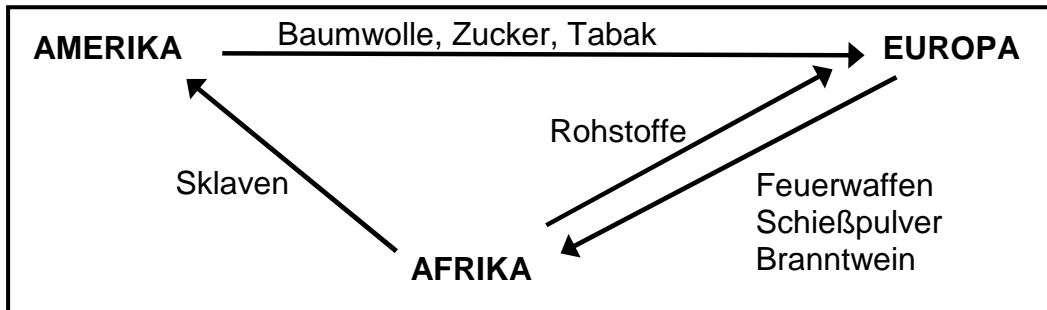 Baumwolle, Zucker, Tabak
AMERIKA
EUROPA
Rohstoffe
Sklaven
Feuerwaffen
Schießpulver
Branntwein
AFRIKA